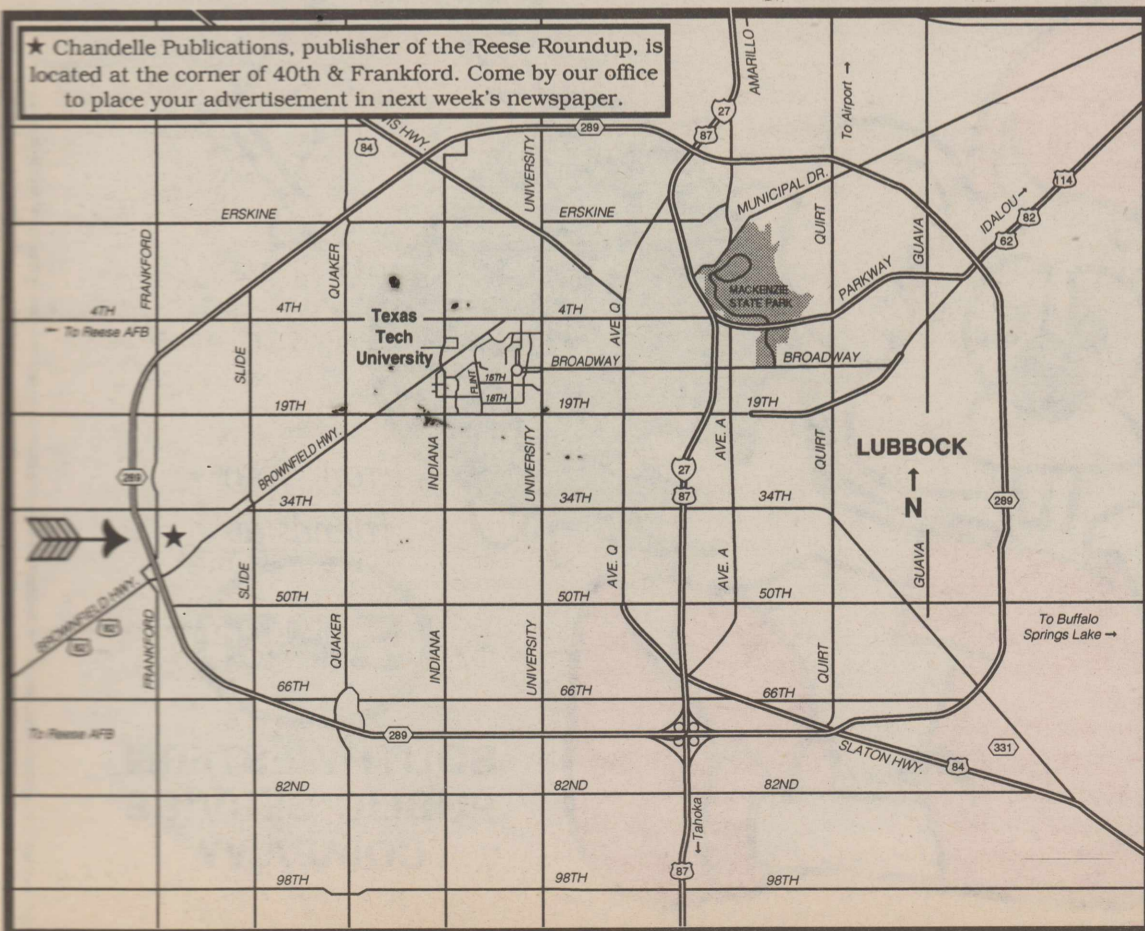 ★ Chandelle Publications, publisher of the Reese Roundup, is
located at the corner of 40th & Frankford. Come by our office
to place your advertisement in next week's newspaper.
AMARILLO →
27
87
To Airport →
IS HWY.
84
289
UNIVERSITY
MUNICIPAL DR.
114
IDALOU →
82
62
ERSKINE
ERSKINE
FRANKFORD
QUAKER
QUIRT
GUAVA
PARKWAY
MACKENZIE
STATE PARK
4TH
← To Reese AFB
4TH
Texas
Tech
University
4TH
AVE. Q
SLIDE
BROADWAY
BROADWAY
FLINT
15TH
18TH
19TH
19TH
19TH
BROWNFIELD HWY.
INDIANA
UNIVERSITY
AVE. A
QUIRT
LUBBOCK
↑
N
289
27
87
34TH
34TH
34TH
289
★
SLIDE
AVE. Q
AVE. A
GUAVA
50TH
50TH
50TH
BROWNFIELD HWY.
FRANKFORD
QUAKER
INDIANA
UNIVERSITY
QUIRT
To Buffalo
Springs Lake →
66TH
66TH
66TH
To Reese AFB
289
SLATON HWY.
84
331
82ND
82ND
82ND
← Tahoka
87
98TH
98TH
98TH